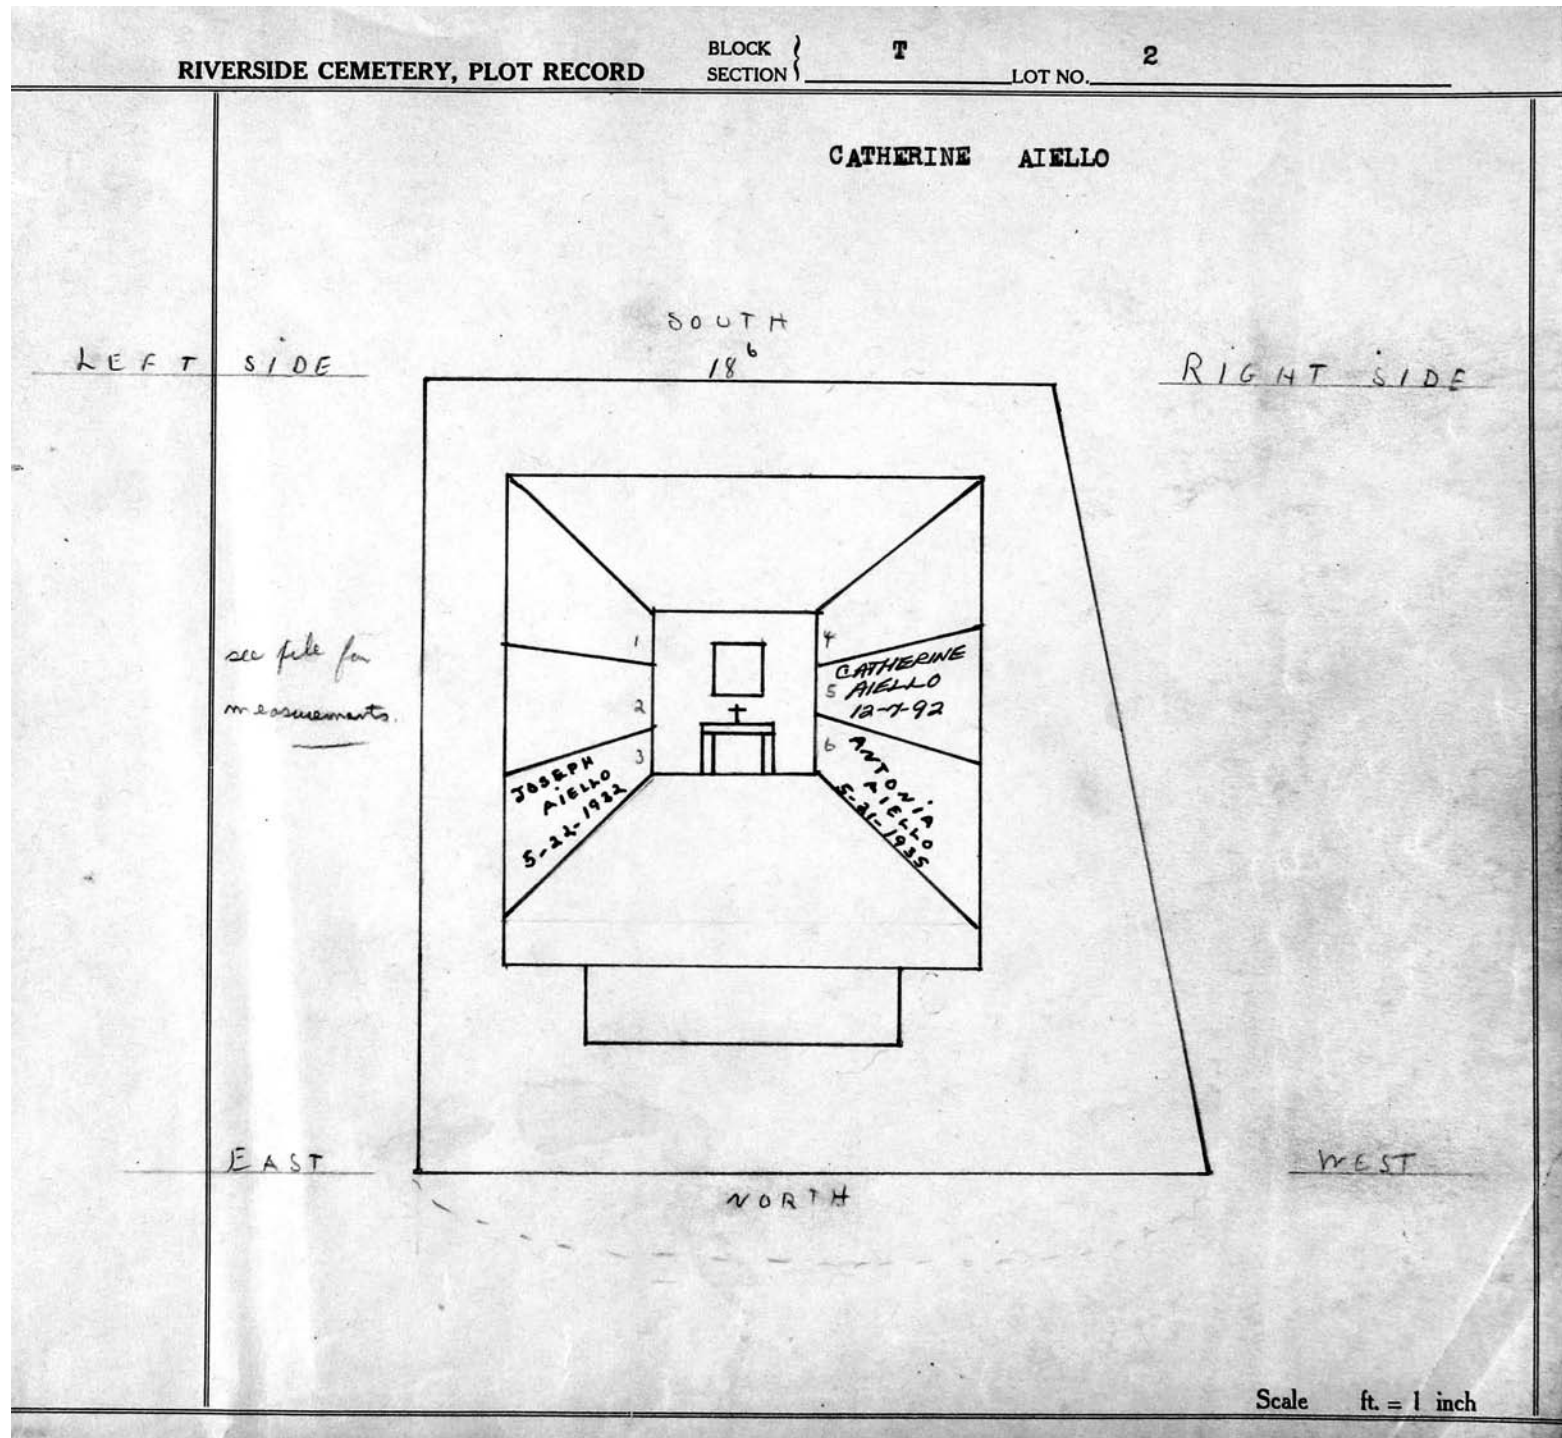 BLOCK
SECTION
T
RIVERSIDE CEMETERY, PLOT RECORD
LOT NO.
2
CATHERINE AIELLO
SOUTH
18 6
LEFT SIDE
RIGHT SIDE
see file for
measurements.
1
2
3
JOSEPH
AIELLO
5-22-1932
4
CATHERINE
5 AIELLO
12-7-92
6
ANTONIA
AIELLO
5-21-1935
EAST
WEST
NORTH
Scale ft. = 1 inch